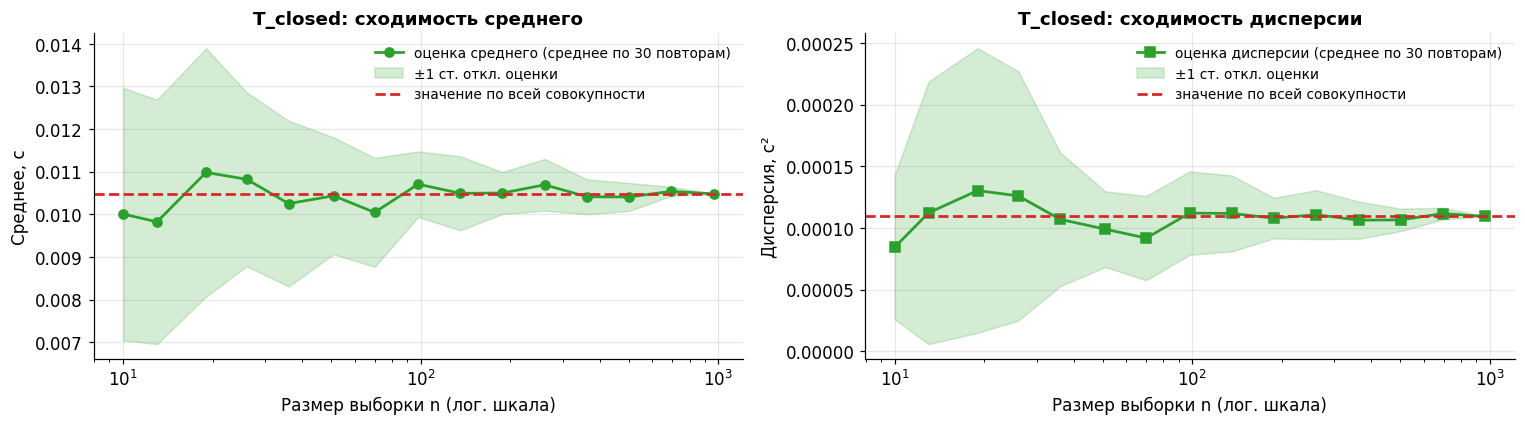 T_closed: сходимость среднего
оценка среднего (среднее по 30 повторам)
±1 ст. откл. оценки
значение по всей совокупности
Среднее, с
0.014
0.013
0.012
0.011
0.010
0.009
0.008
0.007
10¹
10²
10³
Размер выборки n (лог. шкала)
T_closed: сходимость дисперсии
оценка дисперсии (среднее по 30 повторам)
±1 ст. откл. оценки
значение по всей совокупности
Дисперсия, с²
0.00025
0.00020
0.00015
0.00010
0.00005
0.00000
10¹
10²
10³
Размер выборки n (лог. шкала)